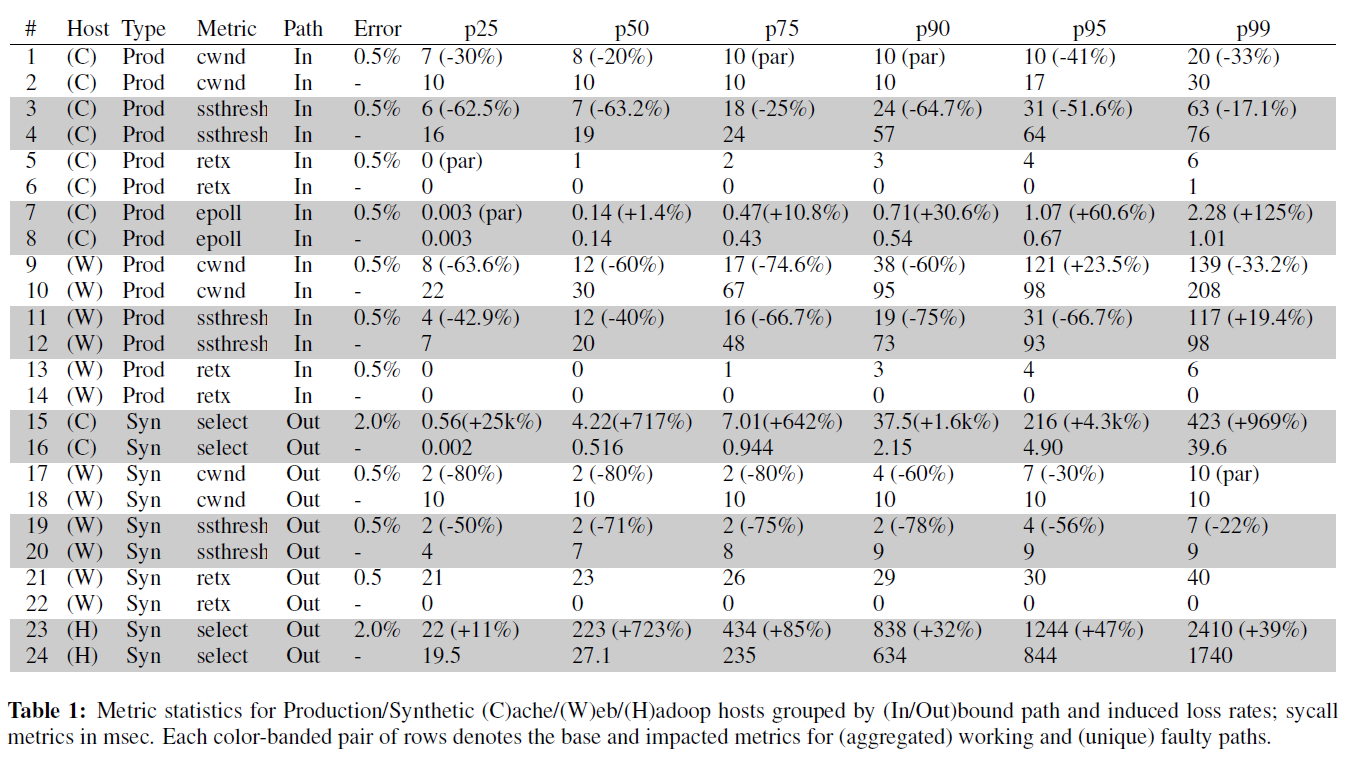 # Host Type Metric Path Error p25 p50 p75 p90 p95 p99
1 (C) Prod cwnd In 0.5% 7 (-30%) 8 (-20%) 10 (par) 10 (par) 10 (-41%) 20 (-33%)
2 (C) Prod cwnd In - 10 10 10 10 17 30
3 (C) Prod ssthresh In 0.5% 6 (-62.5%) 7 (-63.2%) 18 (-25%) 24 (-64.7%) 31 (-51.6%) 63 (-17.1%)
4 (C) Prod ssthresh In - 16 19 24 57 64 76
5 (C) Prod retx In 0.5% 0 (par) 1 2 3 4 6
6 (C) Prod retx In - 0 0 0 0 0 1
7 (C) Prod epoll In 0.5% 0.003 (par) 0.14 (+1.4%) 0.47(+10.8%) 0.71(+30.6%) 1.07 (+60.6%) 2.28 (+125%)
8 (C) Prod epoll In - 0.003 0.14 0.43 0.54 0.67 1.01
9 (W) Prod cwnd In 0.5% 8 (-63.6%) 12 (-60%) 17 (-74.6%) 38 (-60%) 121 (+23.5%) 139 (-33.2%)
10 (W) Prod cwnd In - 22 30 67 95 98 208
11 (W) Prod ssthresh In 0.5% 4 (-42.9%) 12 (-40%) 16 (-66.7%) 19 (-75%) 31 (-66.7%) 117 (+19.4%)
12 (W) Prod ssthresh In - 7 20 48 73 93 98
13 (W) Prod retx In 0.5% 0 0 1 3 4 6
14 (W) Prod retx In - 0 0 0 0 0 0
15 (C) Syn select Out 2.0% 0.56(+25k%) 4.22(+717%) 7.01(+642%) 37.5(+1.6k%) 216 (+4.3k%) 423 (+969%)
16 (C) Syn select Out - 0.002 0.516 0.944 2.15 4.90 39.6
17 (W) Syn cwnd Out 0.5% 2 (-80%) 2 (-80%) 2 (-80%) 4 (-60%) 7 (-30%) 10 (par)
18 (W) Syn cwnd Out - 10 10 10 10 10 10
19 (W) Syn ssthresh Out 0.5% 2 (-50%) 2 (-71%) 2 (-75%) 2 (-78%) 4 (-56%) 7 (-22%)
20 (W) Syn ssthresh Out - 4 7 8 9 9 9
21 (W) Syn retx Out 0.5 21 23 26 29 30 40
22 (W) Syn retx Out - 0 0 0 0 0 0
23 (H) Syn select Out 2.0% 22 (+11%) 223 (+723%) 434 (+85%) 838 (+32%) 1244 (+47%) 2410 (+39%)
24 (H) Syn select Out - 19.5 27.1 235 634 844 1740
Table 1: Metric statistics for Production/Synthetic (C)ache/(W)eb/(H)adoop hosts grouped by (In/Out)bound path and induced loss rates; sycall
metrics in msec. Each color-banded pair of rows denotes the base and impacted metrics for (aggregated) working and (unique) faulty paths.